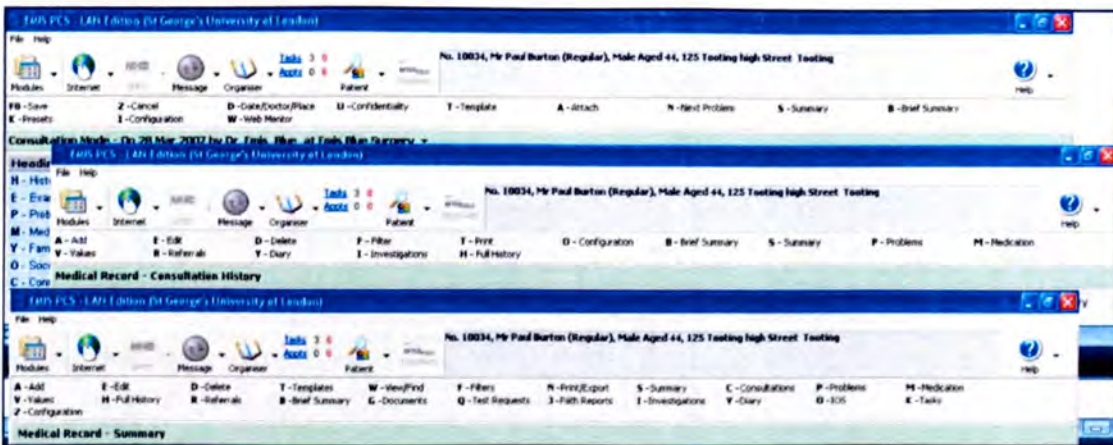 EMIS PCS - LAN Edition (St George's University of London)
File Help
Tasks 3 0
No. 10034, Mr Paul Burton (Regular), Male Aged 44, 125 Tooting high Street Tooting
Appts 0 0
Modules Internet Message Organiser Patient Help
F8 - Save Z - Cancel D - Date/Doctor/Place U - Confidentiality T - Template A - Attach N - Next Problem S - Summary B - Brief Summary
K - Presets I - Configuration W - Web Mentor
Consultation Mode - On 28 Mar 2007 by Dr. Emis Blue at Emis Blue Surgery
Headin
H - Hist
E - Exa
P - Prob
M - Med
Y - Fam
O - Soci
C - Com
EMIS PCS - LAN Edition (St George's University of London)
File Help
Tasks 3 0
No. 10034, Mr Paul Burton (Regular), Male Aged 44, 125 Tooting high Street Tooting
Appts 0 0
Modules Internet Message Organiser Patient Help
A - Add E - Edit D - Delete F - Filter T - Print O - Configuration B - Brief Summary S - Summary P - Problems M - Medication
V - Values R - Referrals Y - Diary I - Investigations H - Full History
Medical Record - Consultation History
EMIS PCS - LAN Edition (St George's University of London)
File Help
Tasks 3 0
No. 10034, Mr Paul Burton (Regular), Male Aged 44, 125 Tooting high Street Tooting
Appts 0 0
Modules Internet Message Organiser Patient Help
A - Add E - Edit D - Delete T - Templates W - View/Find F - Filters N - Print/Export S - Summary C - Consultations P - Problems M - Medication
V - Values H - Full History R - Referrals B - Brief Summary G - Documents Q - Test Requests J - Path Reports I - Investigations Y - Diary O - IOS K - Tasks
Z - Configuration
Medical Record - Summary